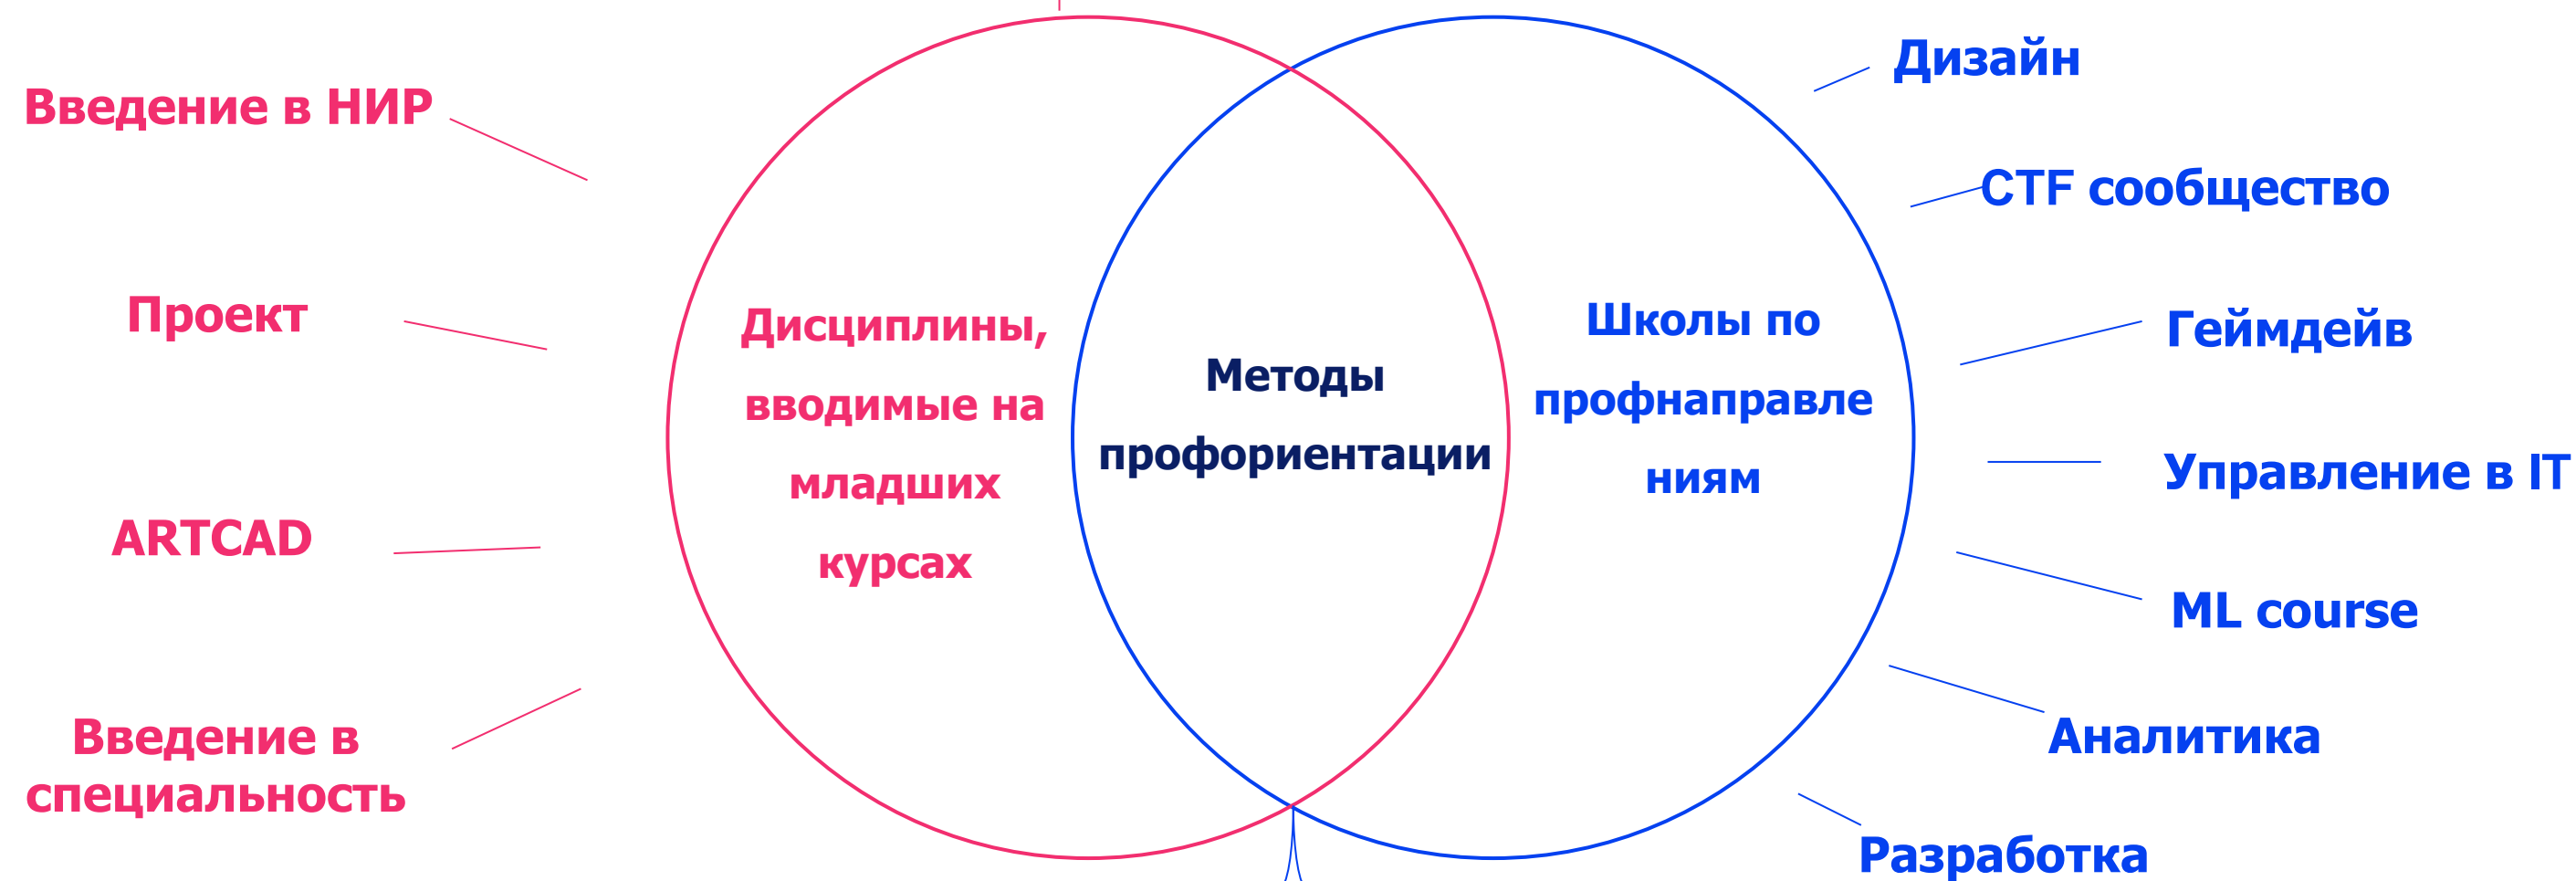 Введение в НИР
Проект
ARTCAD
Введение в
специальность
Дисциплины,
вводимые на
младших
курсах
Методы
профориентации
Школы по
профнаправле
ниям
Дизайн
CTF сообщество
Геймдейв
Управление в IT
ML course
Аналитика
Разработка